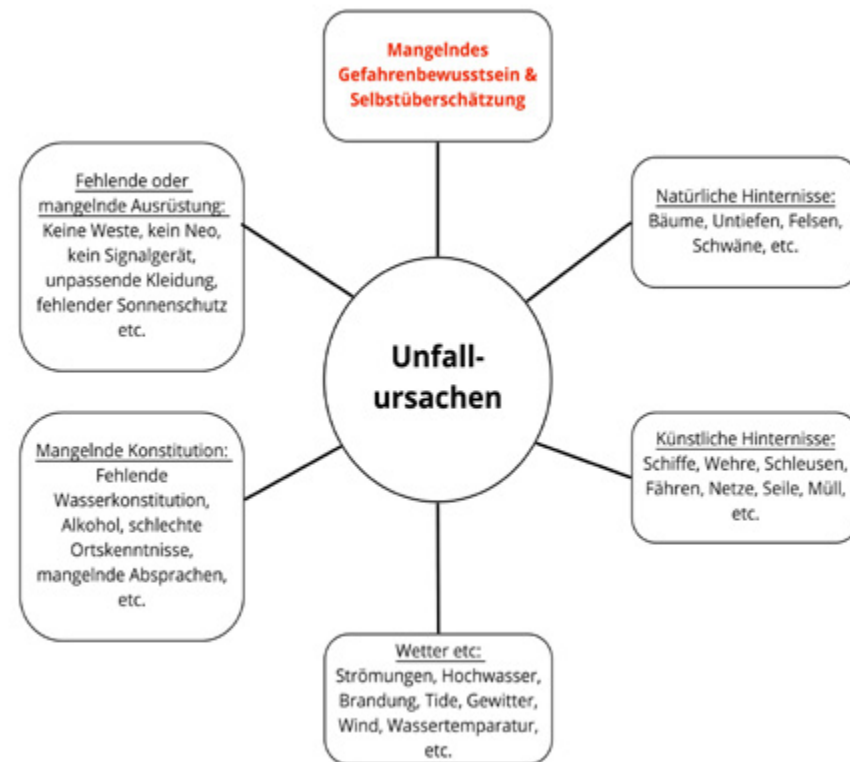 Mangelndes
Gefahrenbewusstsein &
Selbstüberschätzung
Fehlende oder
mangelnde Ausrüstung:
Keine Weste, kein Neo,
kein Signalgerät,
unpassende Kleidung,
fehlender Sonnenschutz
etc.
Natürliche Hinternisse:
Bäume, Untiefen, Felsen,
Schwäne, etc.
Unfall-
ursachen
Mangelnde Konstitution:
Fehlende
Wasserkonstitution,
Alkohol, schlechte
Ortskenntnisse,
mangelnde Absprachen,
etc.
Künstliche Hinternisse:
Schiffe, Wehre, Schleusen,
Fähren, Netze, Seile, Müll,
etc.
Wetter etc:
Strömungen, Hochwasser,
Brandung, Tide, Gewitter,
Wind, Wassertemparatur,
etc.